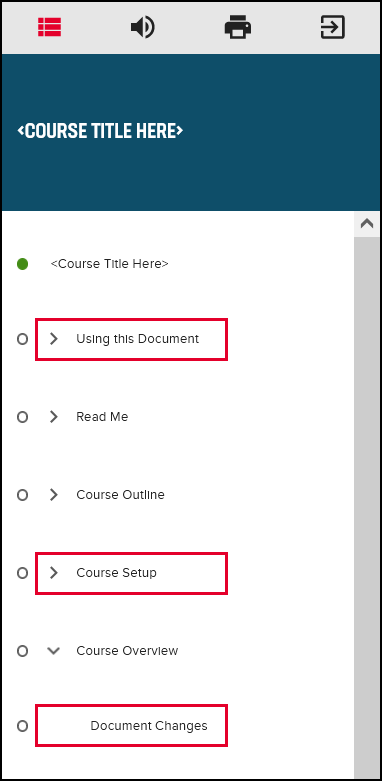 <COURSE TITLE HERE>
<Course Title Here>
Using this Document
Read Me
Course Outline
Course Setup
Course Overview
Document Changes